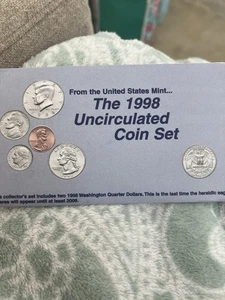 From the United States Mint...
The 1998
Uncirculated
Coin Set
collector's set includes two 1998 Washington Quarter Dollars. This is the last time the heraldic eag
will appear until at least 2009.